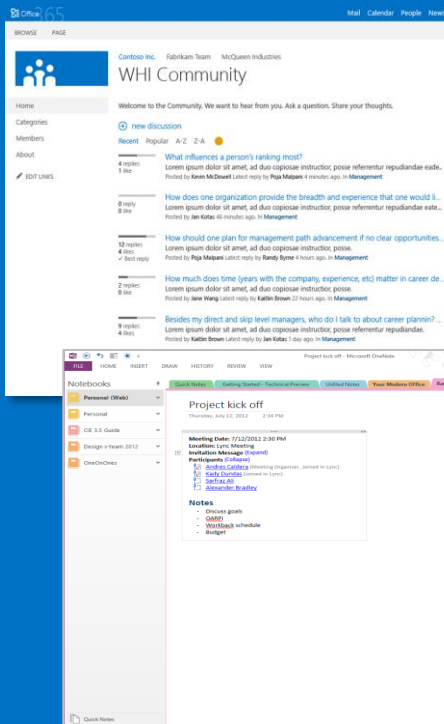 Office 365
Mail Calendar People News
BROWSE PAGE
Contoso Inc. Fabrikam Team McQueen Industries
WHI Community
Home
Categories
Members
About
EDIT LINKS
Welcome to the Community. We want to hear from you. Ask a question. Share your thoughts.
new discussion
Recent Popular A-Z Z-A
4 replies
1 like
What influences a person's ranking most?
Lorem ipsum dolor sit amet, ad duo copiosae instructior, posse referrentur repudiandae eade...
Posted by Kevin McDowell Latest reply by Poja Malpani 4 minutes ago. In Management
0 reply
0 like
How does one organization provide the breadth and experience that one would li...
Lorem ipsum dolor sit amet, ad duo copiosae instructior, posse referrentur repudiandae eate...
Posted by Jan Kotas 46 minutes ago. In Management
12 replies
4 likes
✓ Best reply
How should one plan for management path advancement if no clear opportunities...
Lorem ipsum dolor sit amet, ad duo copiosae instructior, posse.
Posted by Poja Malpani Latest reply by Randy Byrne 4 hours ago. In Management
2 replies
0 like
How much does time (years with the company, experience, etc) matter in career de...
Lorem ipsum dolor sit amet, ad duo copiosae instructior, posse.
Posted by Jane Wang Latest reply by Kaitlin Brown 22 hours ago. In Management
9 replies
4 likes
Besides my direct and skip level managers, who do I talk to about career plannin? ...
Lorem ipsum dolor sit amet, ad duo copiosae instructior, posse referrentur repudiandae.
Posted by Kaitlin Brown Latest reply by Jan Kotas 1 day ago. In Management
Project kick off - Microsoft OneNote
FILE HOME INSERT DRAW HISTORY REVIEW VIEW
Notebooks
Quick Notes Getting Started - Technical Preview Unfiled Notes Your Modern Office
Personal (Web)
Personal
OE 3.5 Guide
Design v-team 2012
OneOnOnes
Project kick off
Thursday, July 12, 2012 2:34 PM
Meeting Date: 7/12/2012 2:30 PM
Location: Lync Meeting
Invitation Message (Expand)
Participants (Collapse)
Andres Caldera (Meeting Organizer, Joined in Lync)
Kady Dundas (Joined in Lync)
Sarfraz Ali
Alexander Bradley
Notes
- Discuss goals
- OARPI
- Workback schedule
- Budget
Quick Notes